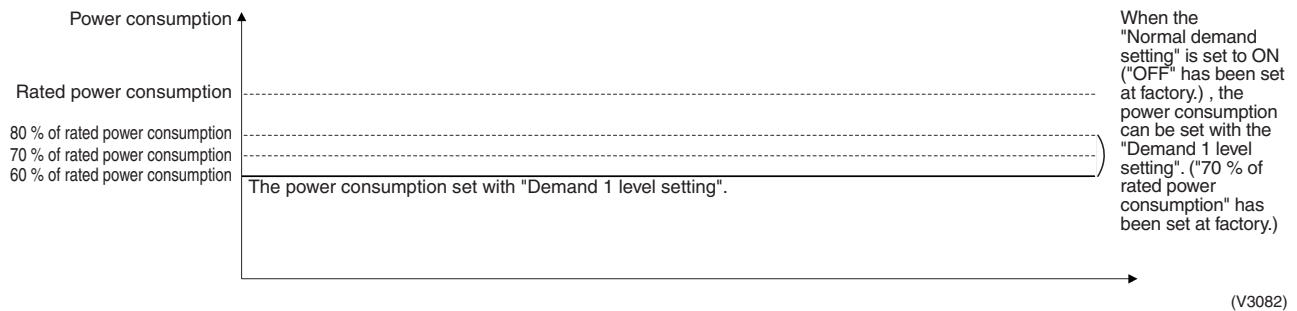 Power consumption
Rated power consumption
80 % of rated power consumption
70 % of rated power consumption
60 % of rated power consumption
The power consumption set with "Demand 1 level setting".
When the
"Normal demand
setting" is set to ON
("OFF" has been set
at factory.) , the
power consumption
can be set with the
"Demand 1 level
setting". ("70 % of
rated power
consumption" has
been set at factory.)
(V3082)